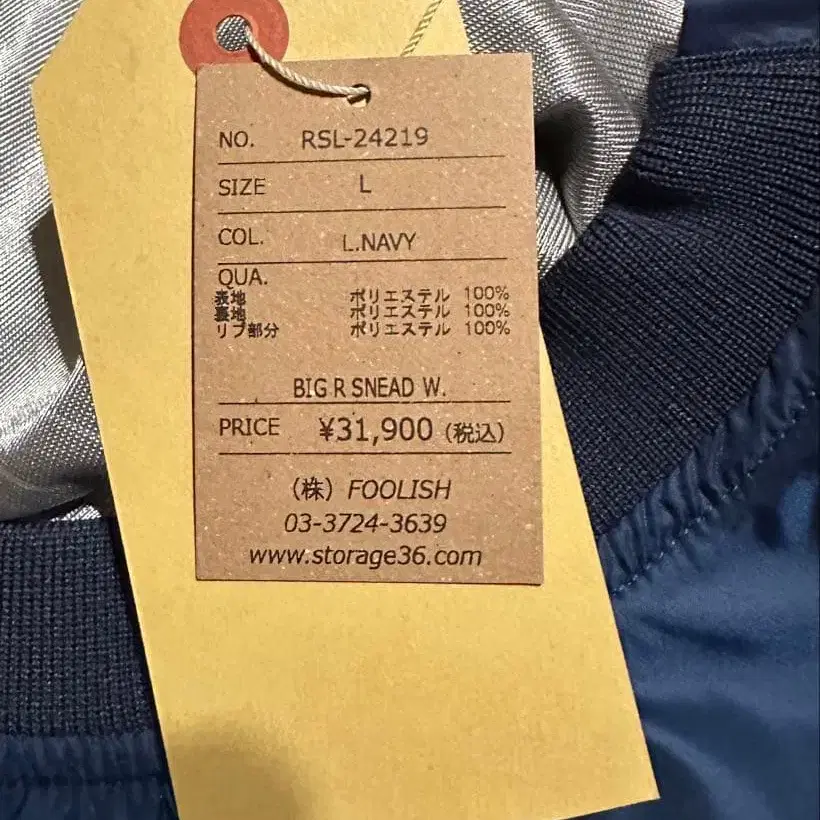 NO. RSL-24219
SIZE L
COL. L.NAVY
QUA.
表地 ポリエステル 100%
裏地 ポリエステル 100%
リブ部分 ポリエステル 100%
BIG R SNEAD W.
PRICE ¥31,900 (税込)
(株) FOOLISH
03-3724-3639
www.storage36.com